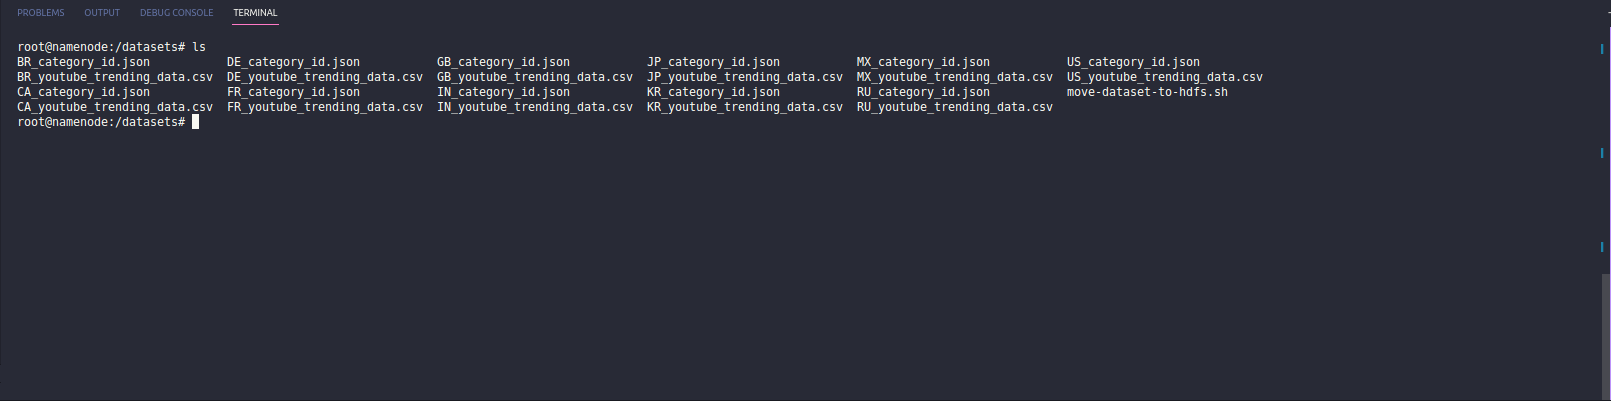 PROBLEMS OUTPUT DEBUG CONSOLE TERMINAL
root@namenode:/datasets# ls
BR_category_id.json DE_category_id.json GB_category_id.json JP_category_id.json MX_category_id.json US_category_id.json
BR_youtube_trending_data.csv DE_youtube_trending_data.csv GB_youtube_trending_data.csv JP_youtube_trending_data.csv MX_youtube_trending_data.csv US_youtube_trending_data.csv
CA_category_id.json FR_category_id.json IN_category_id.json KR_category_id.json RU_category_id.json move-dataset-to-hdfs.sh
CA_youtube_trending_data.csv FR_youtube_trending_data.csv IN_youtube_trending_data.csv KR_youtube_trending_data.csv RU_youtube_trending_data.csv
root@namenode:/datasets#